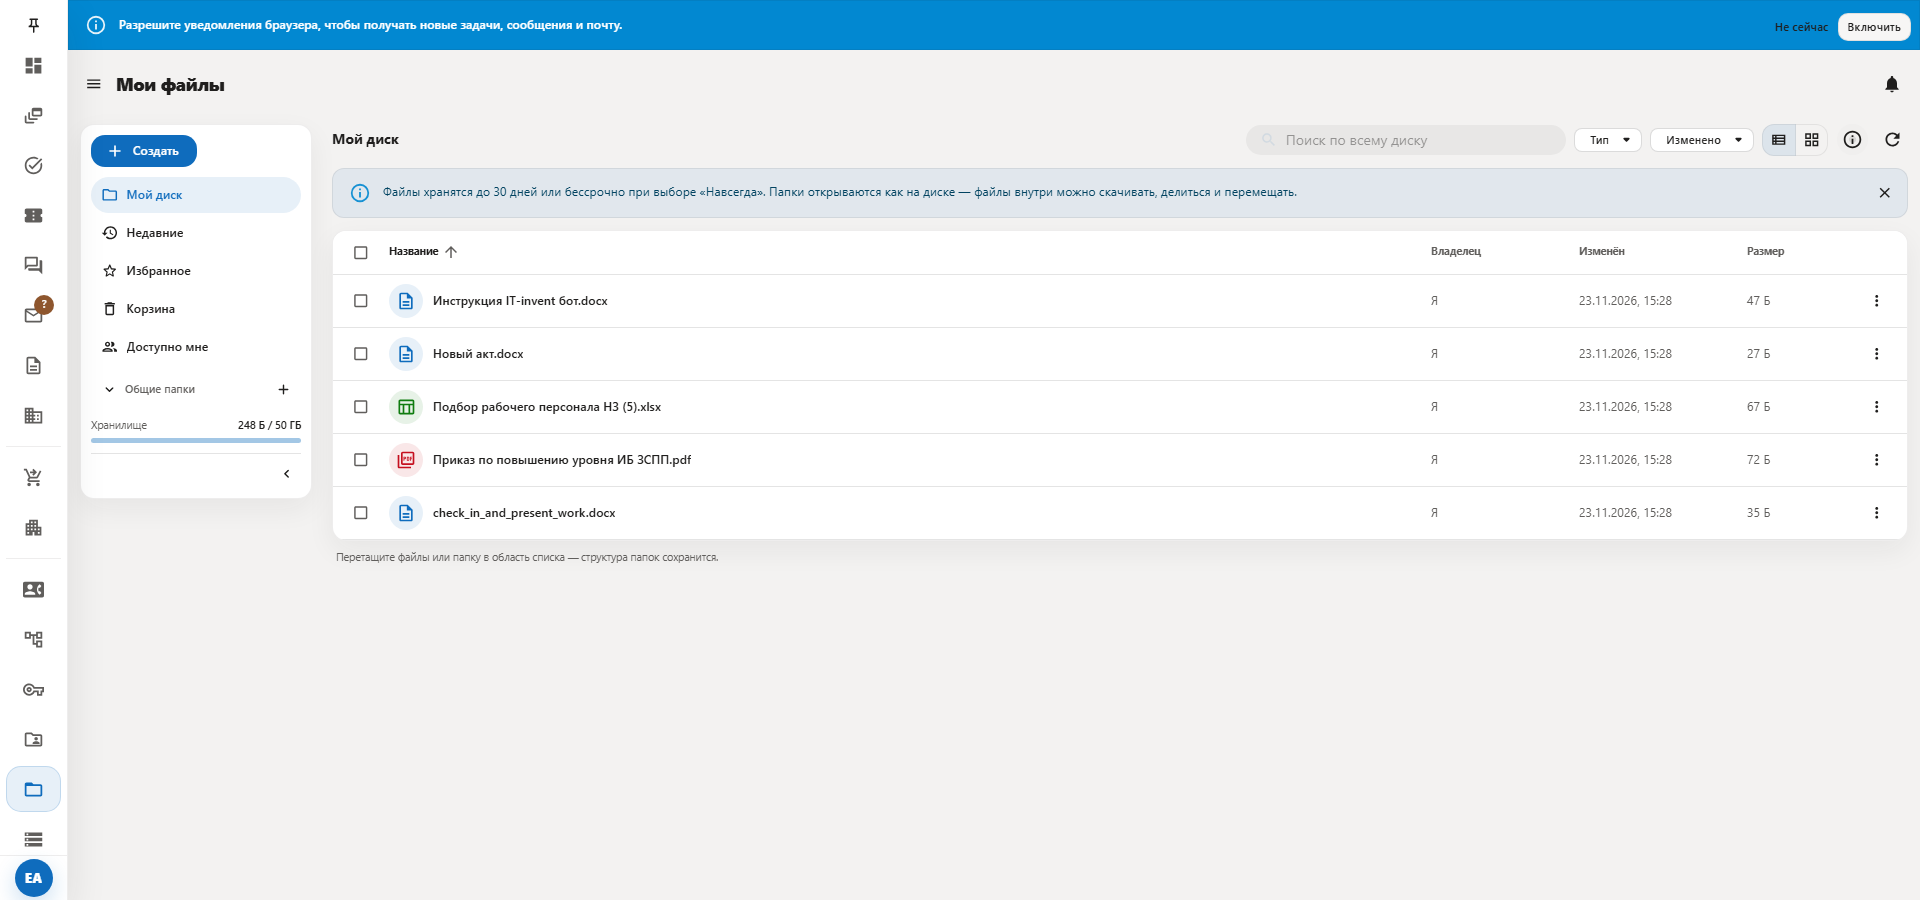 Разрешите уведомления браузера, чтобы получать новые задачи, сообщения и почту.
Не сейчас
Включить
Мои файлы
Создать
Мой диск
Недавние
Избранное
Корзина
Доступно мне
Общие папки
Хранилище 248 Б / 50 ГБ
Мой диск
Поиск по всему диску
Тип
Изменено
Файлы хранятся до 30 дней или бессрочно при выборе «Навсегда». Папки открываются как на диске — файлы внутри можно скачивать, делиться и перемещать.
Название Владелец Изменён Размер
Инструкция IT-invent бот.docx Я 23.11.2026, 15:28 47 Б
Новый акт.docx Я 23.11.2026, 15:28 27 Б
Подбор рабочего персонала НЗ (5).xlsx Я 23.11.2026, 15:28 67 Б
PDF Приказ по повышению уровня ИБ ЗСПП.pdf Я 23.11.2026, 15:28 72 Б
check_in_and_present_work.docx Я 23.11.2026, 15:28 35 Б
Перетащите файлы или папку в область списка — структура папок сохранится.
?
EA